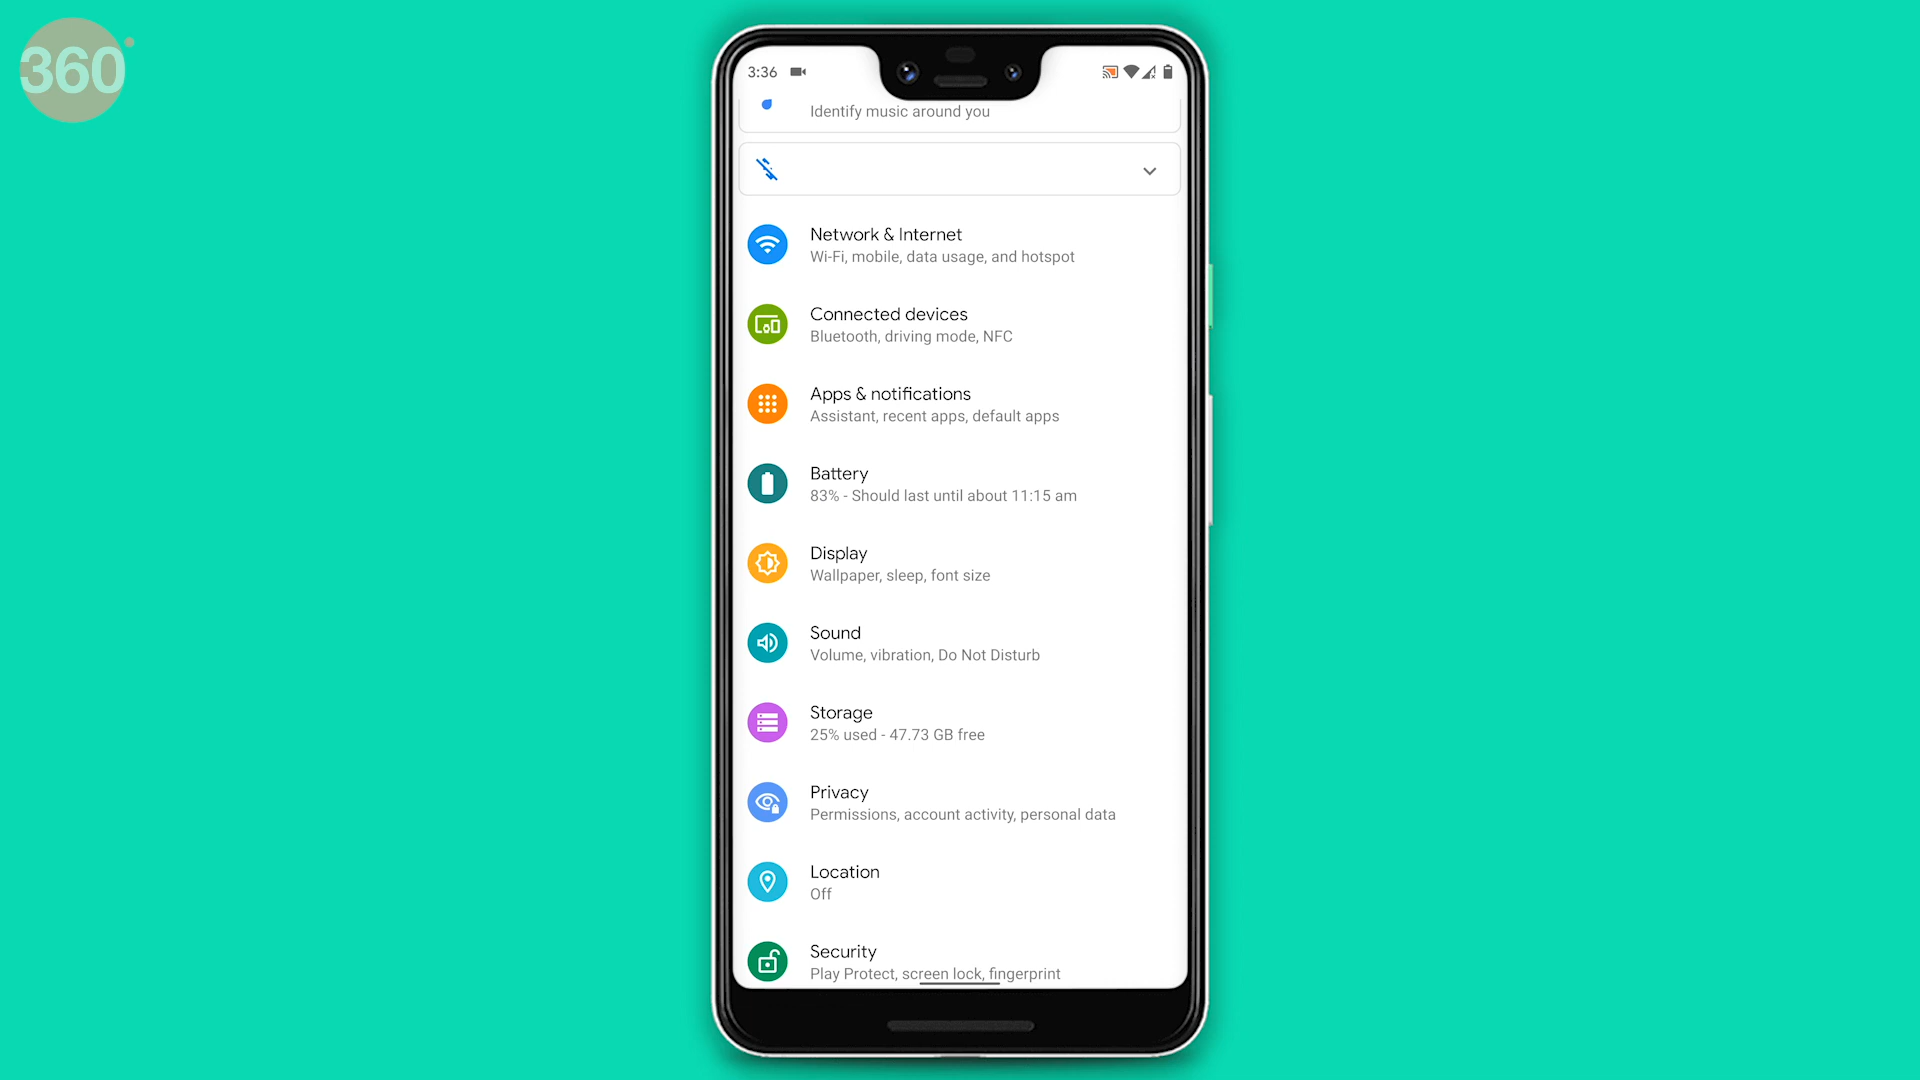 360
3:36
Identify music around you
Network & Internet
Wi-Fi, mobile, data usage, and hotspot
Connected devices
Bluetooth, driving mode, NFC
Apps & notifications
Assistant, recent apps, default apps
Battery
83% - Should last until about 11:15 am
Display
Wallpaper, sleep, font size
Sound
Volume, vibration, Do Not Disturb
Storage
25% used - 47.73 GB free
Privacy
Permissions, account activity, personal data
Location
Off
Security
Play Protect, screen lock, fingerprint